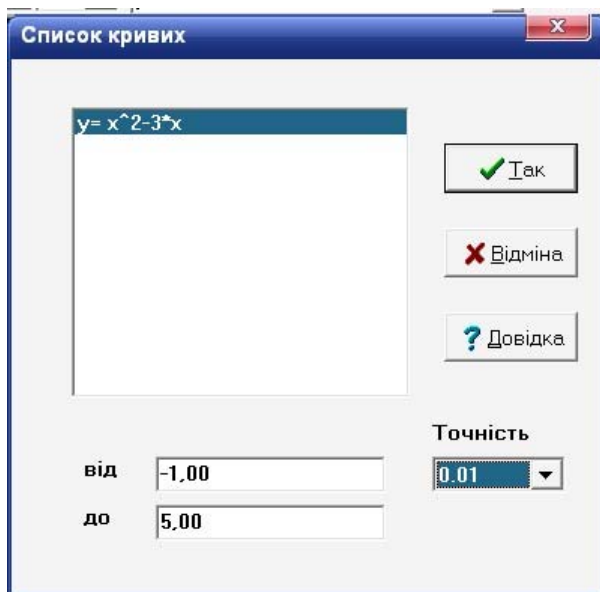 Список кривих
y= x^2-3*x
Так
Відміна
Довідка
Точність
від
-1,00
0.01
до
5,00